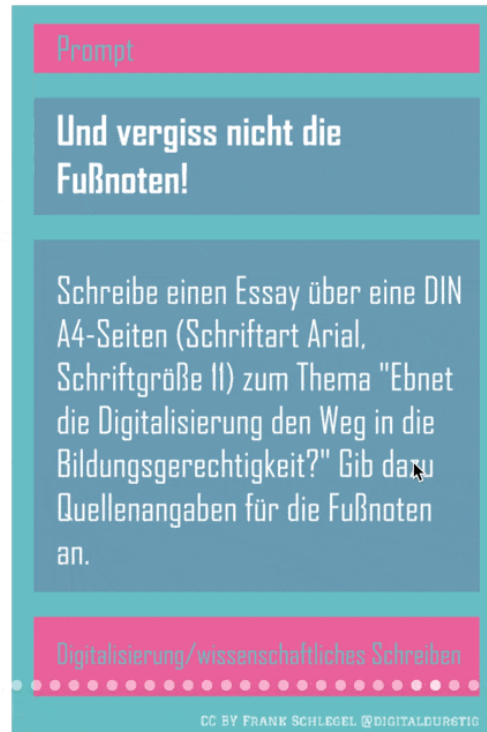 Prompt
Und vergiss nicht die
Fußnoten!
Schreibe einen Essay über eine DIN
A4-Seiten (Schriftart Arial,
Schriftgröße 11) zum Thema "Ebnet
die Digitalisierung den Weg in die
Bildungsgerechtigkeit?" Gib dazu
Quellenangaben für die Fußnoten
an.
Digitalisierung/wissenschaftliches Schreiben
CC BY FRANK SCHLEGEL @DIGITALDURSTIG